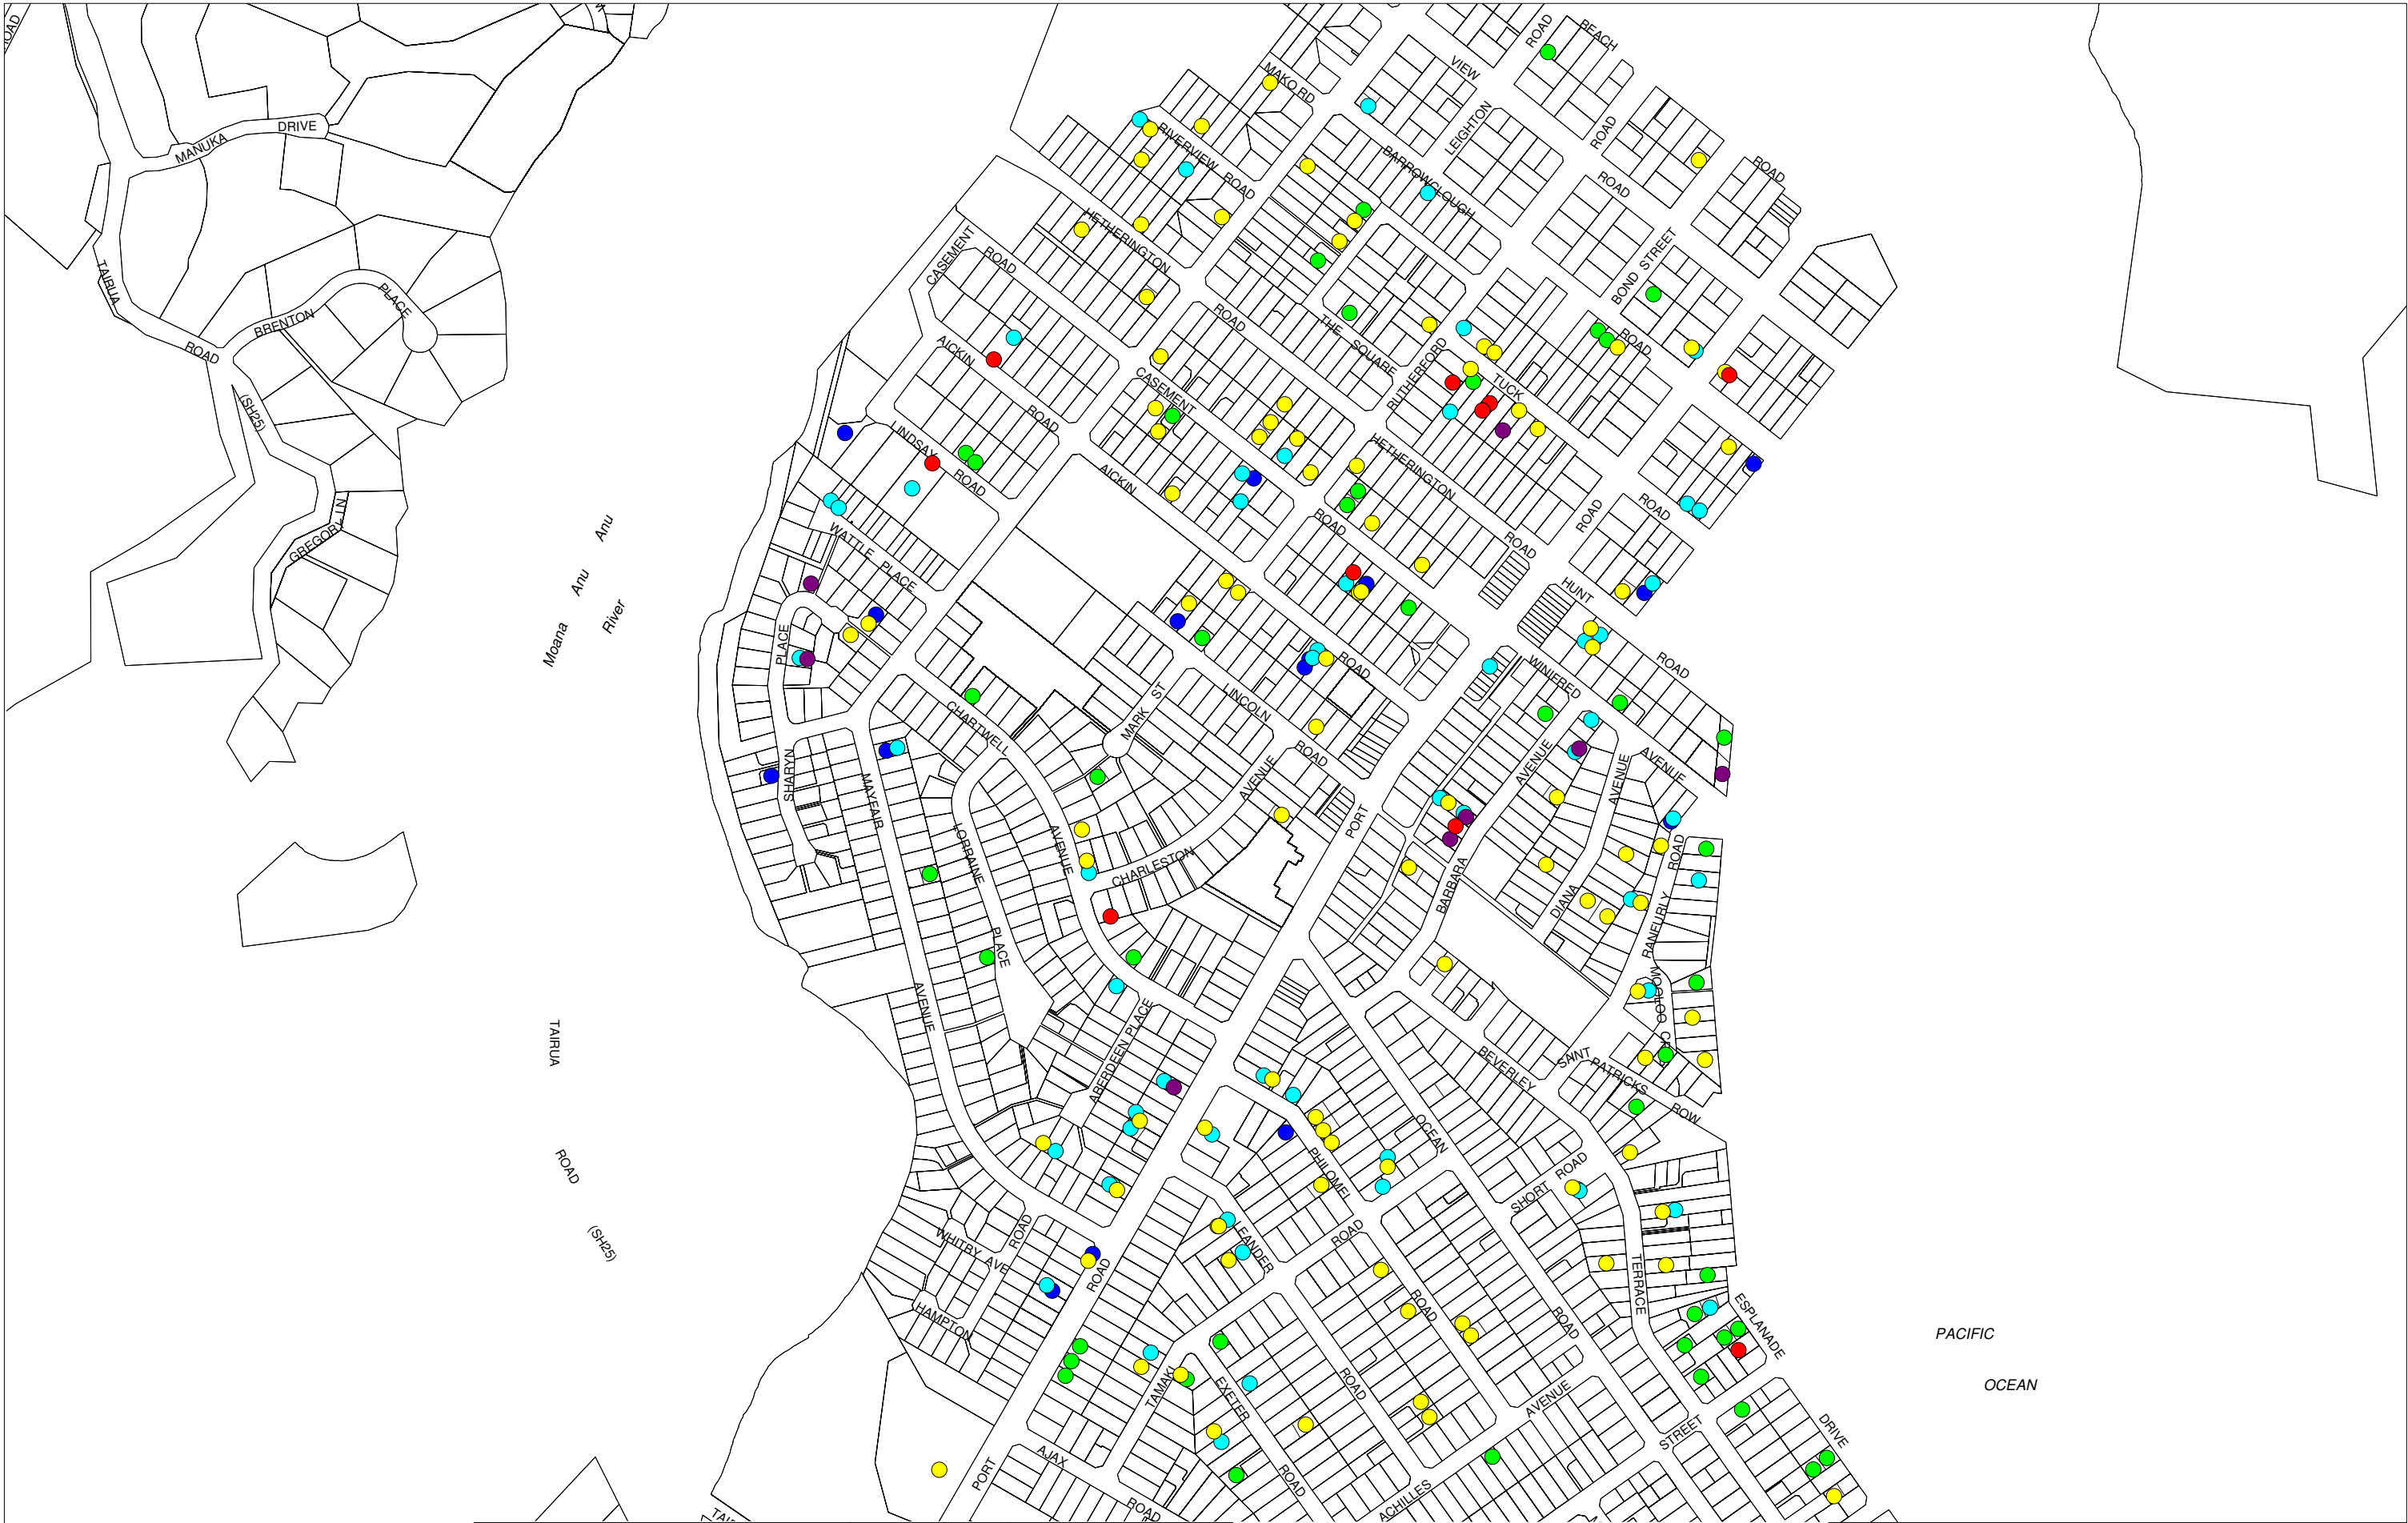 ROAD
BEACH
ROAD
VIEW
MAKO RD
LEIGHTON
ROAD
MANUKA DRIVE
RIVERVIEW ROAD
BARROWCLOUGH
ROAD
ROAD
HETHERINGTON
CASEMENT
ROAD
BOND STREET
TAIRUA
BRENTON PLACE
ROAD
ROAD
THE SQUARE
ROAD
RUTHERFORD
AICKIN
ROAD
CASEMENT
TUCK
(SH25)
LINDSAY
ROAD
HETHERINGTON
AICKIN
ROAD
ROAD
ROAD
ROAD
GREGORY LN
WATTLE PLACE
Moana Anu Anu
River
HUNT
ROAD
PLACE
ROAD
WINIFRED
AVENUE
CHARTWELL
MARK ST
LINCOLN
ROAD
AVENUE
SHARYN
MAYFAIR
LORRAINE
AVENUE
CHARLESTON
PORT
AVENUE
AVENUE
BARBARA
DIANA
ROAD
RANFURLY
PLACE
AVENUE
ABERDEEN PLACE
MOOLOO CRES
TAIRUA
BEVERLEY
SAINT PATRICKS ROW
OCEAN
ROAD
PHILOMEL
SHORT ROAD
(SH25)
WHITBY AVE
ROAD
LEANDER
ROAD
ROAD
TERRACE
HAMPTON
ROAD
ROAD
ESPLANADE
PACIFIC
OCEAN
TAMAKI
EXETER
ROAD
AVENUE
STREET
DRIVE
AJAX
PORT
ROAD
ROAD
ACHILLES